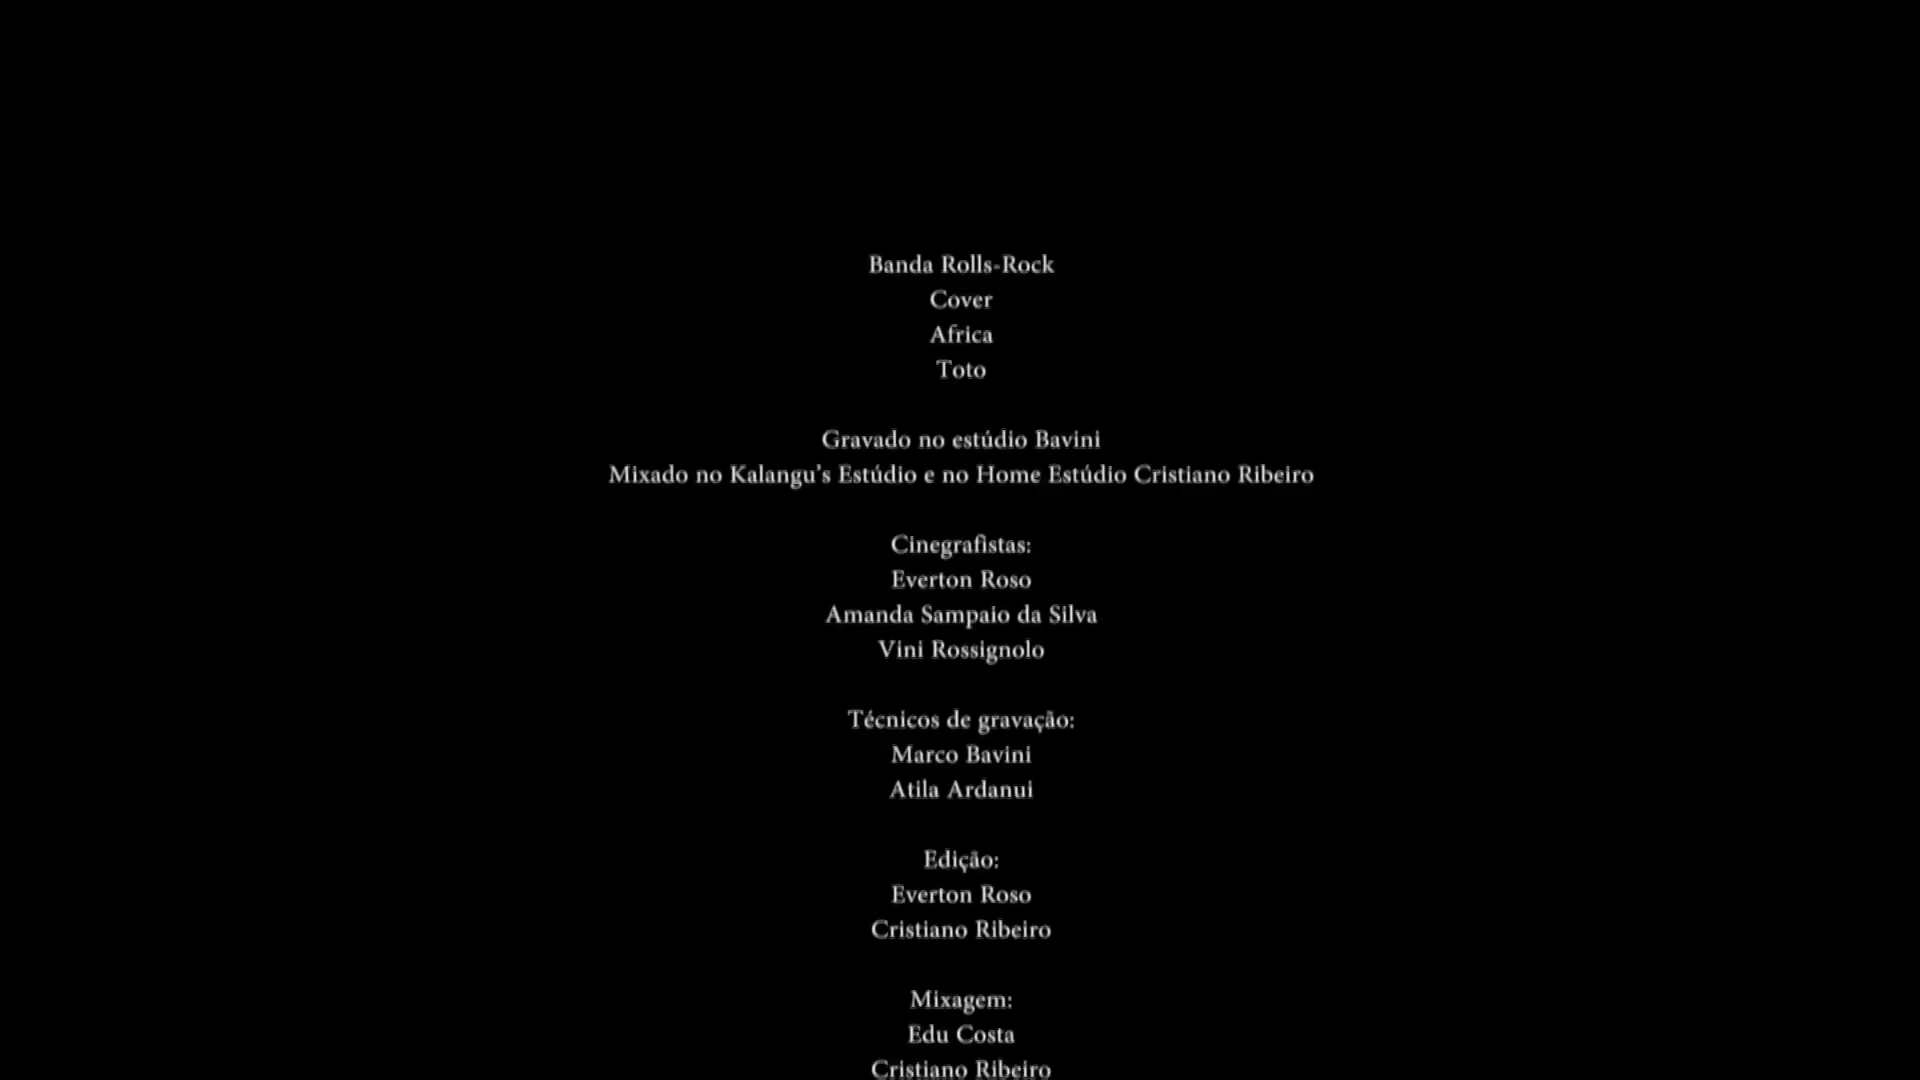 Banda Rolls-Rock
Cover
Africa
Toto
Gravado no estúdio Bavini
Mixado no Kalangu's Estúdio e no Home Estúdio Cristiano Ribeiro
Cinegrafistas:
Everton Roso
Amanda Sampaio da Silva
Vini Rossignolo
Técnicos de gravação:
Marco Bavini
Atila Ardanui
Edição:
Everton Roso
Cristiano Ribeiro
Mixagem:
Edu Costa
Cristiano Ribeiro